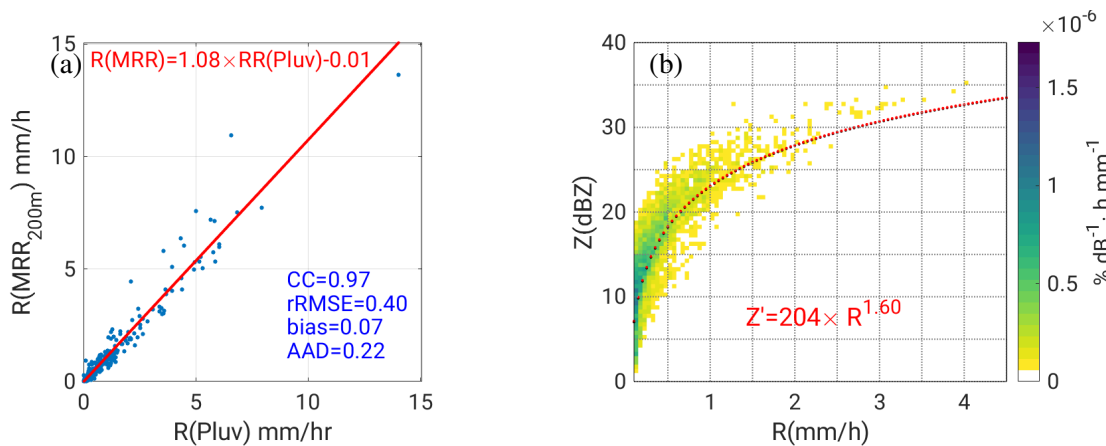 (a)
R(MRR)=1.08×RR(Pluv)-0.01
15
10
5
0
R(MRR200m) mm/h
CC=0.97
rRMSE=0.40
bias=0.07
AAD=0.22
0 5 10 15
R(Pluv) mm/hr
(b)
40
30
20
10
0
Z(dBZ)
Z'=204× R^1.60
1 2 3 4
R(mm/h)
×10^-6
1.5
1
0.5
0
% dB^-1 h mm^-1